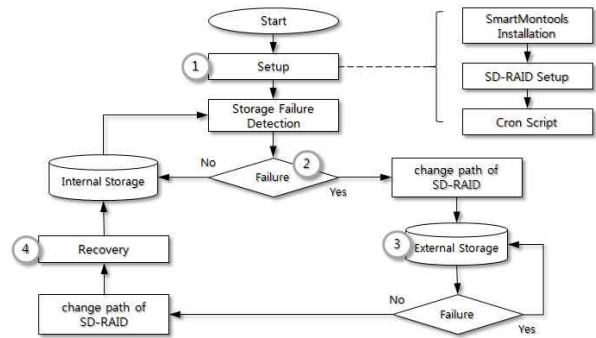 Start
1
Setup
SmartMontools
Installation
SD-RAID Setup
Cron Script
Storage Failure
Detection
No
Failure
2
Yes
Internal Storage
change path of
SD-RAID
3
External Storage
4
Recovery
change path of
SD-RAID
No
Failure
Yes